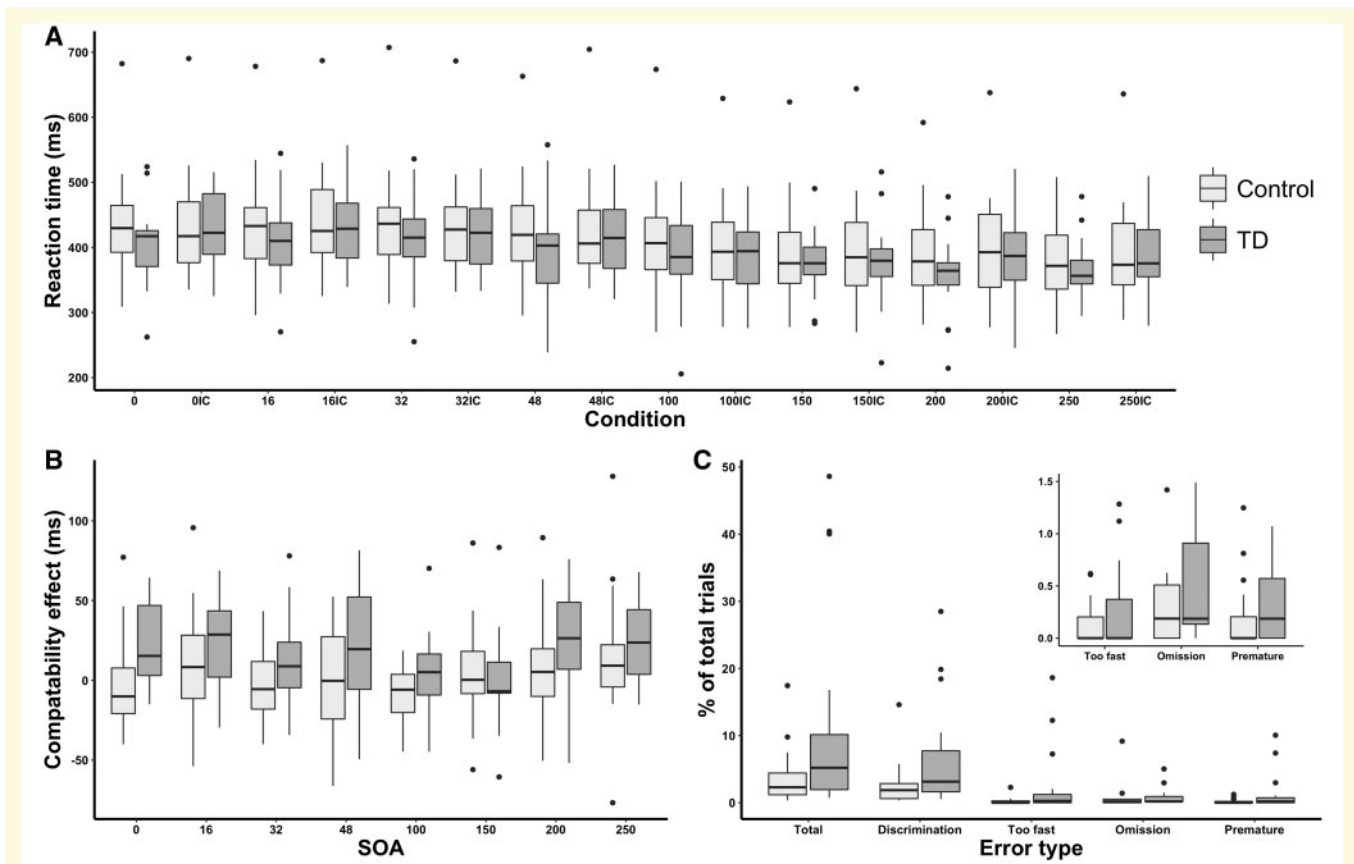 A
700
600
500
400
300
200
Reaction time (ms)
0 0IC 16 16IC 32 32IC 48 48IC 100 100IC 150 150IC 200 200IC 250 250IC
Condition
Control
TD
B
100
50
0
-50
Compatability effect (ms)
0 16 32 48 100 150 200 250
SOA
C
50
40
30
20
10
0
% of total trials
Total Discrimination Too fast Omission Premature
Error type
1.5
1.0
0.5
0.0
Too fast Omission Premature